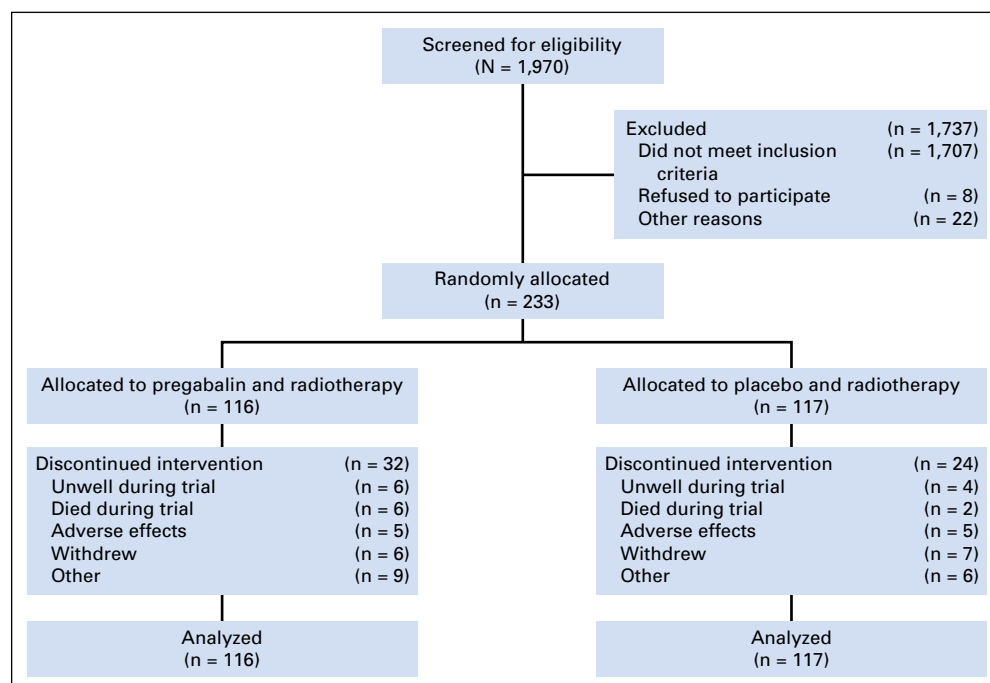 Screened for eligibility
(N = 1,970)
Excluded (n = 1,737)
Did not meet inclusion (n = 1,707)
criteria
Refused to participate (n = 8)
Other reasons (n = 22)
Randomly allocated
(n = 233)
Allocated to pregabalin and radiotherapy
(n = 116)
Discontinued intervention (n = 32)
Unwell during trial (n = 6)
Died during trial (n = 6)
Adverse effects (n = 5)
Withdrew (n = 6)
Other (n = 9)
Analyzed
(n = 116)
Allocated to placebo and radiotherapy
(n = 117)
Discontinued intervention (n = 24)
Unwell during trial (n = 4)
Died during trial (n = 2)
Adverse effects (n = 5)
Withdrew (n = 7)
Other (n = 6)
Analyzed
(n = 117)